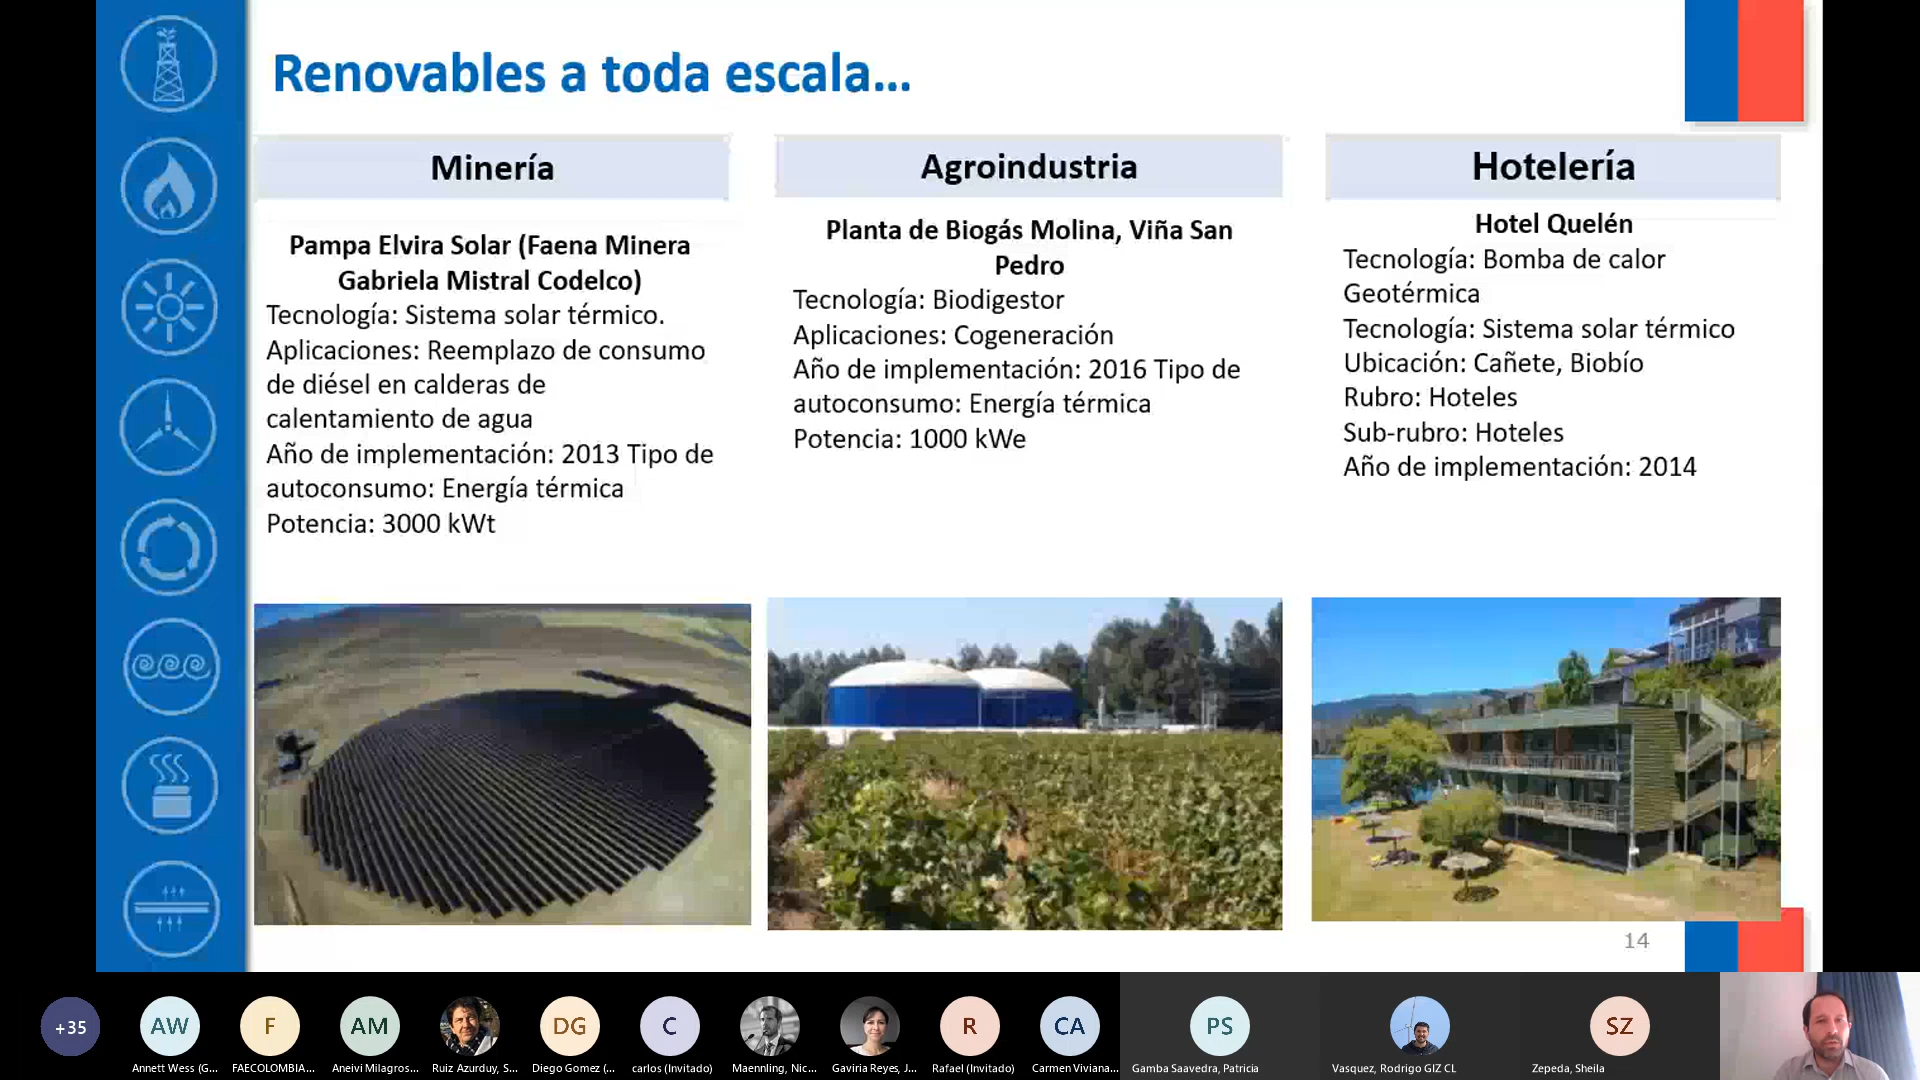 Renovables a toda escala...
Minería
Pampa Elvira Solar (Faena Minera
Gabriela Mistral Codelco)
Tecnología: Sistema solar térmico.
Aplicaciones: Reemplazo de consumo
de diésel en calderas de
calentamiento de agua
Año de implementación: 2013 Tipo de
autoconsumo: Energía térmica
Potencia: 3000 kWt
Agroindustria
Planta de Biogás Molina, Viña San
Pedro
Tecnología: Biodigestor
Aplicaciones: Cogeneración
Año de implementación: 2016 Tipo de
autoconsumo: Energía térmica
Potencia: 1000 kWe
Hotelería
Hotel Quelén
Tecnología: Bomba de calor
Geotérmica
Tecnología: Sistema solar térmico
Ubicación: Cañete, Biobío
Rubro: Hoteles
Sub-rubro: Hoteles
Año de implementación: 2014
14
+35
AW
F
AM
DG
C
R
CA
PS
SZ
Annett Wess (G...
FAECOLOMBIA...
Aneivi Milagros...
Ruiz Azurduy, S...
Diego Gomez (...
carlos (Invitado)
Maennling, Nic...
Gaviria Reyes, J...
Rafael (Invitado)
Carmen Viviana...
Gamba Saavedra, Patricia
Vasquez, Rodrigo GIZ CL
Zepeda, Sheila